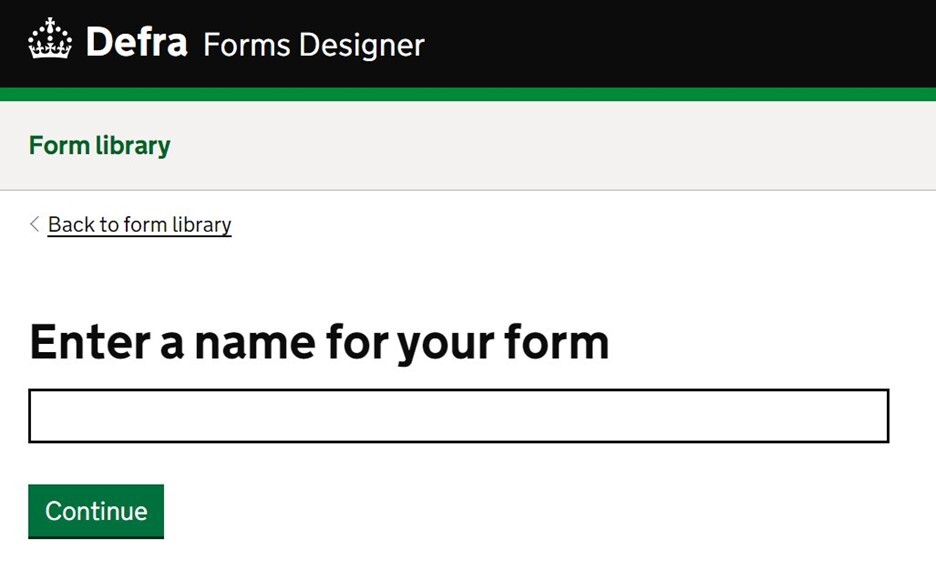 Defra Forms Designer
Form library
Back to form library
Enter a name for your form
Continue